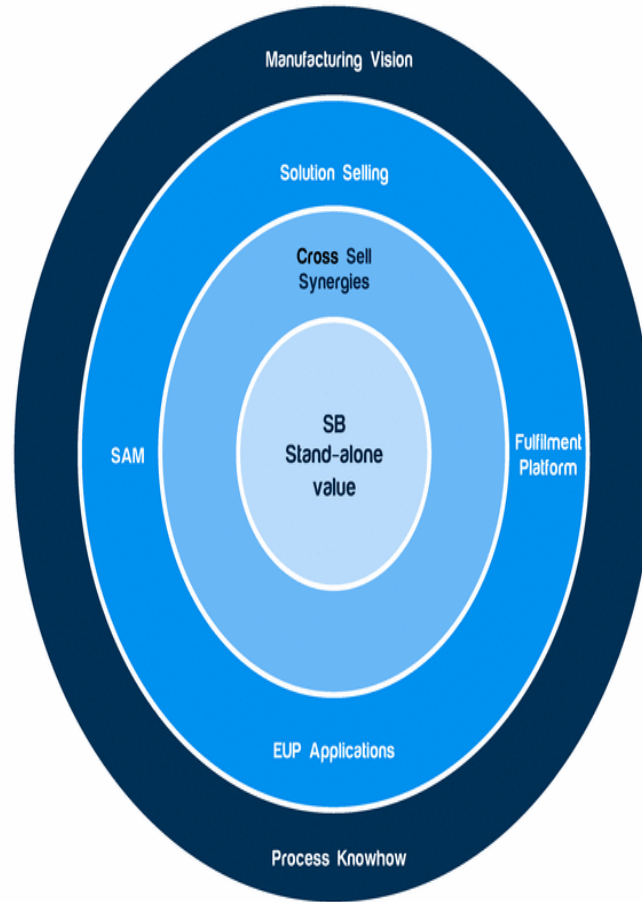 Manufacturing Vision
Solution Selling
Cross Sell
Synergies
SB
Stand-alone
value
SAM
Fulfilment
Platform
EUP Applications
Process Knowhow